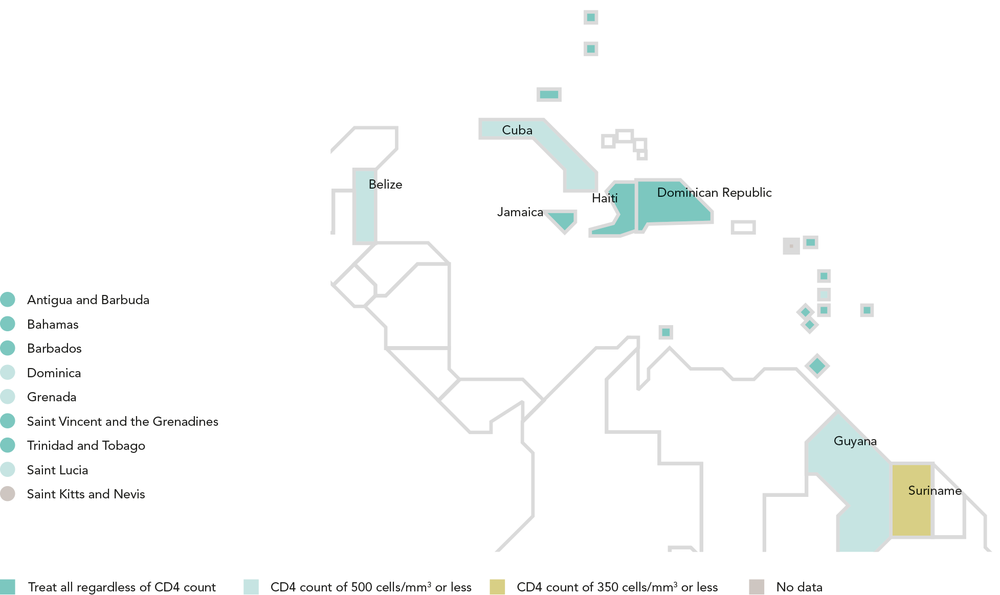 Cuba
Belize
Dominican Republic
Haiti
Jamaica
Antigua and Barbuda
Bahamas
Barbados
Dominica
Grenada
Saint Vincent and the Grenadines
Trinidad and Tobago
Saint Lucia
Saint Kitts and Nevis
Guyana
Suriname
Treat all regardless of CD4 count
CD4 count of 500 cells/mm³ or less
CD4 count of 350 cells/mm³ or less
No data